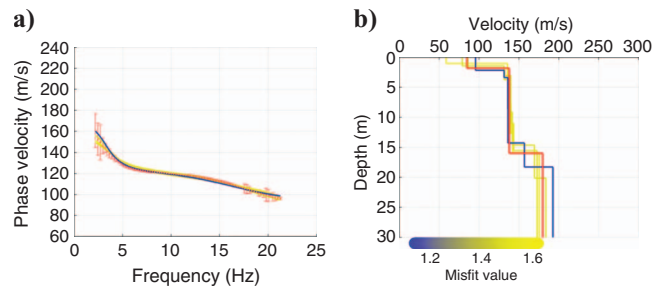 a)
Phase velocity (m/s)
240
220
200
180
160
140
120
100
80
60
0 5 10 15 20 25
Frequency (Hz)
b)
Velocity (m/s)
0 50 100 150 200 250 300
Depth (m)
0
5
10
15
20
25
30
1.2 1.4 1.6
Misfit value